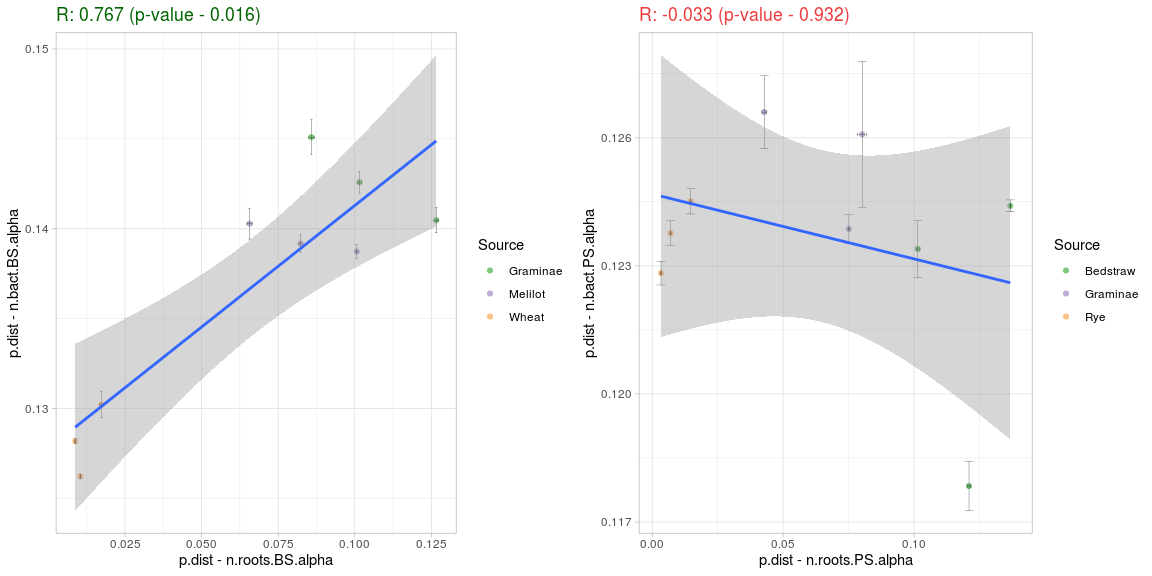 R: 0.767 (p-value - 0.016)
0.15
0.14
0.13
p.dist - n.bact.BS.alpha
0.025 0.050 0.075 0.100 0.125
p.dist - n.roots.BS.alpha
Source
Graminae
Melilot
Wheat
R: -0.033 (p-value - 0.932)
0.126
0.123
0.120
0.117
p.dist - n.bact.PS.alpha
0.00 0.05 0.10
p.dist - n.roots.PS.alpha
Source
Bedstraw
Graminae
Rye